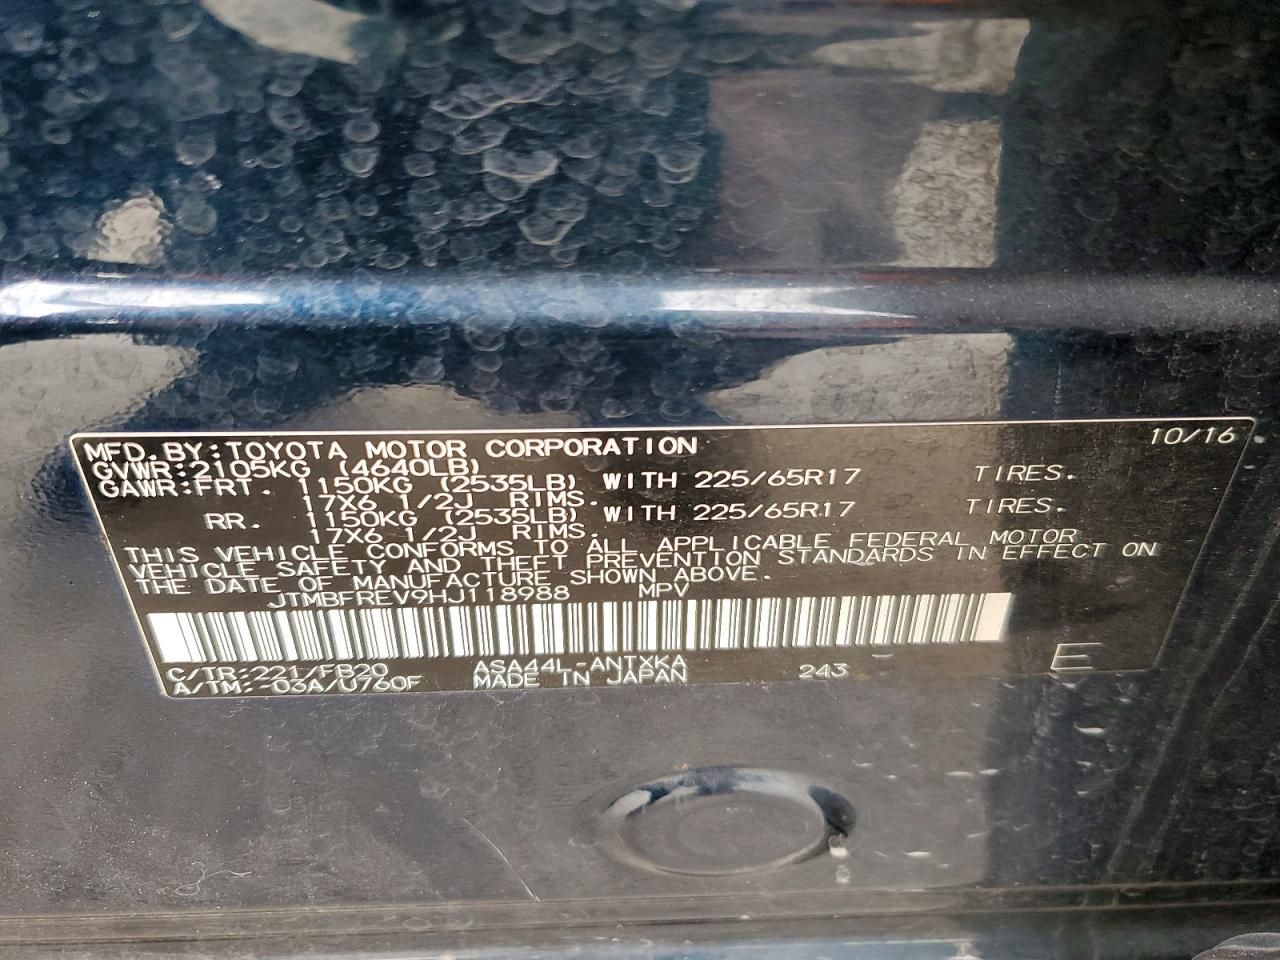 MFD.BY:TOYOTA MOTOR CORPORATION 10/16
GVWR:2105KG (4640LB)
GAWR:FRT. 1150KG (2535LB) WITH 225/65R17 TIRES.
17X6 1/2J RIMS.
RR. 1150KG (2535LB) WITH 225/65R17 TIRES.
17X6 1/2J RIMS.
THIS VEHICLE CONFORMS TO ALL APPLICABLE FEDERAL MOTOR
VEHICLE SAFETY AND THEFT PREVENTION STANDARDS IN EFFECT ON
THE DATE OF MANUFACTURE SHOWN ABOVE.
JTMBFREV9HJ118988 MPV
C/TR:221/FB20 ASA44L-ANTXKA 243 E
A/TM:-03A/U760F MADE IN JAPAN